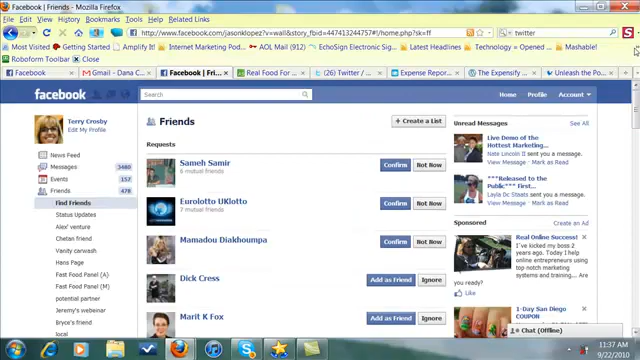 Facebook | Friends - Mozilla Firefox
File Edit View History Bookmarks Tools Help Related Links
http://www.facebook.com/jasonklopez?v=wall&story_fbid=447413244757#!/home.php?sk=ff
twitter
Most Visited Getting Started Amplify It! Internet Marketing Pod... AOL Mail (912) EchoSign Electronic Sig... Latest Headlines Technology = Opened ... Mashable!
Roboform Toolbar Close
Facebook Gmail - Dana C... Facebook | Fri... Real Food For ... (23) Twitter / ... Expense Repor... The Expensify ... Unleash the Po...
facebook
Search
Home Profile Account
Terry Crosby
Edit My Profile
News Feed
Messages 3480
Events 157
Friends 478
Find Friends
Status Updates
Alex' venture
Chetan friend
Vanity carwash
Hans Page
Fast Food Panel (A)
Fast Food Panel (M)
potential partner
Jeremy's webinar
Bryce's friend
local
Friends
+ Create a List
Requests
Sameh Samir
6 mutual friends
Confirm Not Now
Eurolotto UKlotto
7 mutual friends
Confirm Not Now
Mamadou Diakhoumpa
Confirm Not Now
Dick Cress
Add as Friend Ignore
Marit K Fox
Add as Friend Ignore
Unread Messages See All
Live Demo of the
Hottest Marketing...
Nate Lincoln II sent you a
message.
View Message • Mark as Read
***Released to the
Public*** First...
Layla Dc Staats sent you a
message.
View Message • Mark as Read
Sponsored Create an Ad
Real Online Success!
I've kicked my boss 2
years ago. Today I help
online entrepreneurs
using top-notch
marketing systems and
training.
Like
1-Day San Diego
COUPON
Chat (Offline)
11:37 AM
9/22/2010